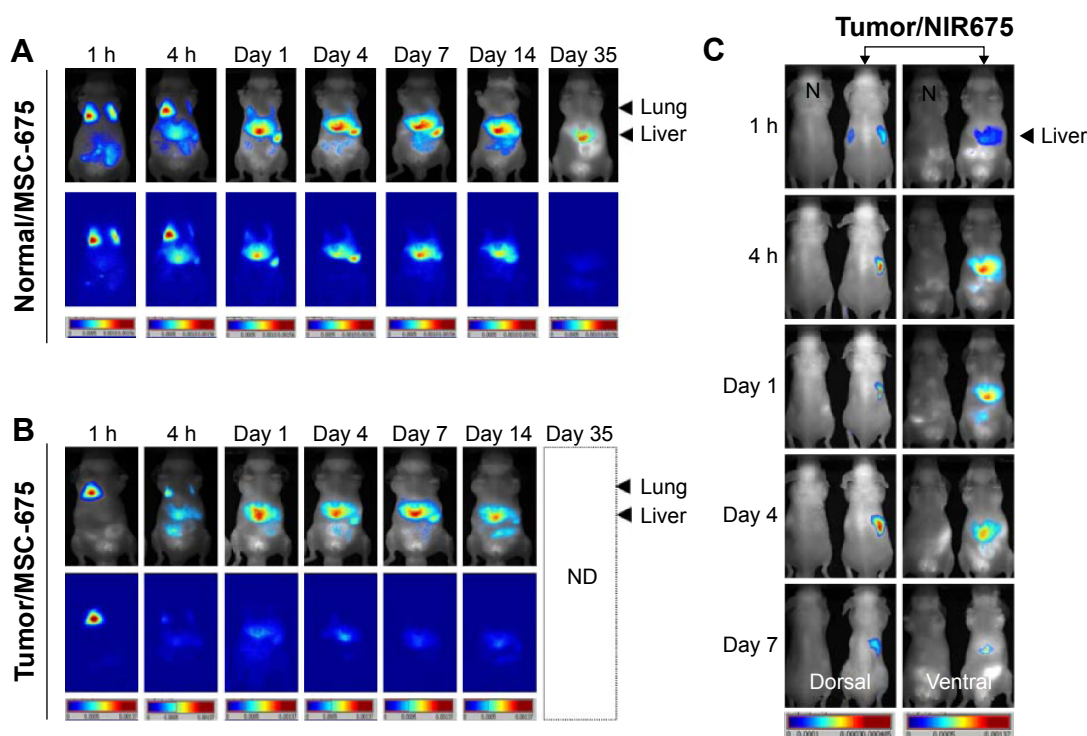 A
1 h 4 h Day 1 Day 4 Day 7 Day 14 Day 35
Normal/MSC-675
Lung
Liver
B
1 h 4 h Day 1 Day 4 Day 7 Day 14 Day 35
Tumor/MSC-675
Lung
Liver
ND
C
Tumor/NIR675
N N
1 h
Liver
4 h
Day 1
Day 4
Day 7
Dorsal Ventral